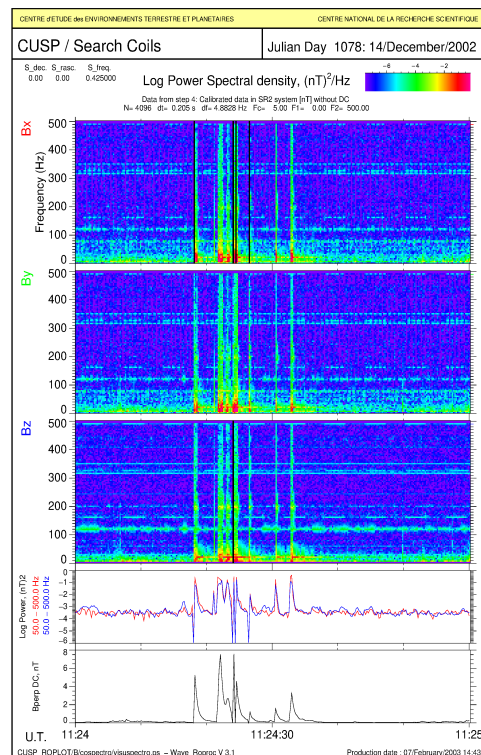 CENTRE d'ETUDE des ENVIRONNEMENTS TERRESTRE ET PLANETAIRES CENTRE NATIONAL DE LA RECHERCHE SCIENTIFIQUE
CUSP / Search Coils Julian Day 1078: 14/December/2002
S_dec. S_rasc. S_freq.
0.00 0.00 0.425000
−6 −4 −2
Log Power Spectral density, (nT)2/Hz
Data from step 4: Calibrated data in SR2 system [nT] without DC
N= 4096 dt= 0.205 s df= 4.8828 Hz Fc= 5.00 F1= 0.00 F2= 500.00
Bx
Frequency (Hz)
500
400
300
200
100
0
By
500
400
300
200
100
0
Bz
500
400
300
200
100
0
Log Power, (nT)2
50.0 − 500.0 Hz
50.0 − 500.0 Hz
0
−1
−2
−3
−4
−5
−6
Bperp DC, nT
8
6
4
2
0
U.T. 11:24 11:24:30 11:25
CUSP_ROPLOT/B/cospectro/visuspectro.ps − Wave_Roproc V 3.1 Production date : 07/February/2003 14:43